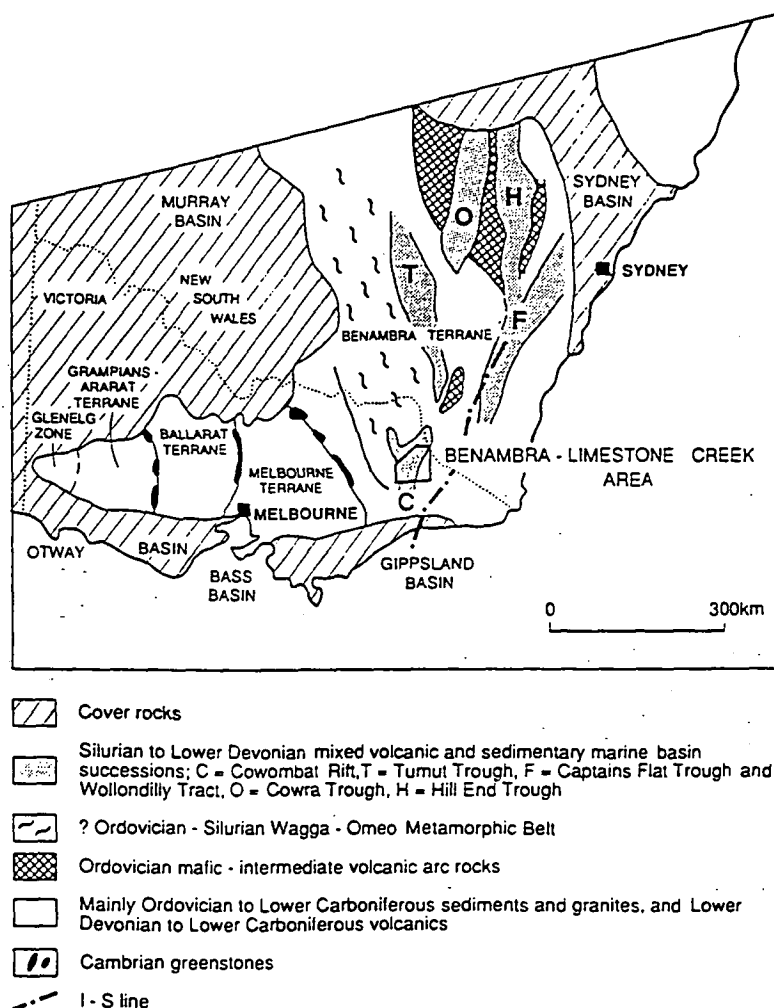 MURRAY
BASIN
O
H
SYDNEY
BASIN
T
SYDNEY
VICTORIA
NEW
SOUTH
WALES
F
BENAMBRA TERRANE
GRAMPIANS-
ARARAT
TERRANE
GLENELG
ZONE
BALLARAT
TERRANE
MELBOURNE
TERRANE
BENAMBRA - LIMESTONE CREEK
AREA
MELBOURNE
C
OTWAY
BASIN
BASS
BASIN
GIPPSLAND
BASIN
0 300km
Cover rocks
Silurian to Lower Devonian mixed volcanic and sedimentary marine basin
successions; C = Cowombat Rift,T = Tumut Trough, F = Captains Flat Trough and
Wollondilly Tract, O = Cowra Trough, H = Hill End Trough
? Ordovician - Silurian Wagga - Omeo Metamorphic Belt
Ordovician mafic - intermediate volcanic arc rocks
Mainly Ordovician to Lower Carboniferous sediments and granites, and Lower
Devonian to Lower Carboniferous volcanics
Cambrian greenstones
I - S line